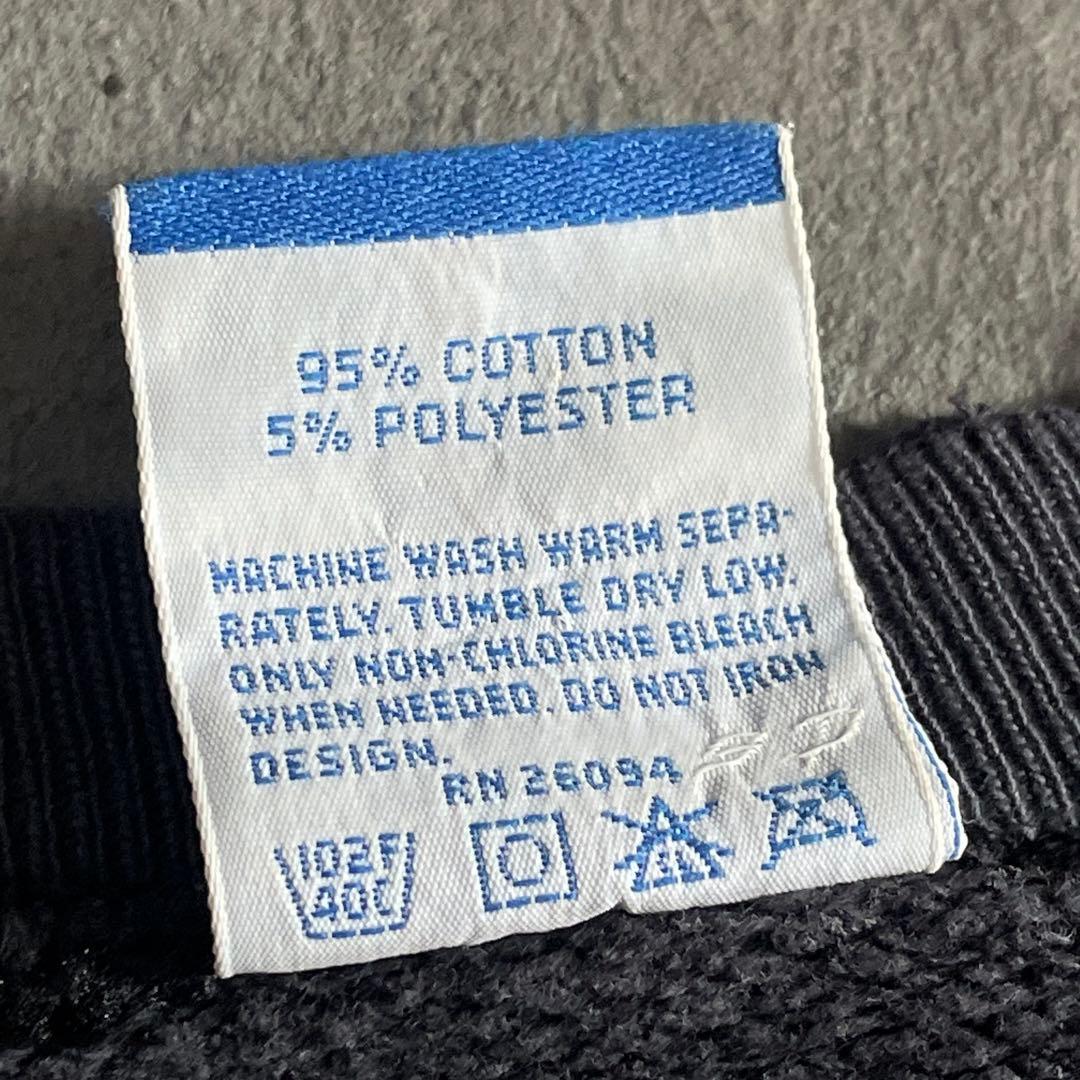 95% COTTON
5% POLYESTER
MACHINE WASH WARM SEPA-
RATELY. TUMBLE DRY LOW.
ONLY NON-CHLORINE BLEACH
WHEN NEEDED. DO NOT IRON
DESIGN.
RN 26094
102F
40C